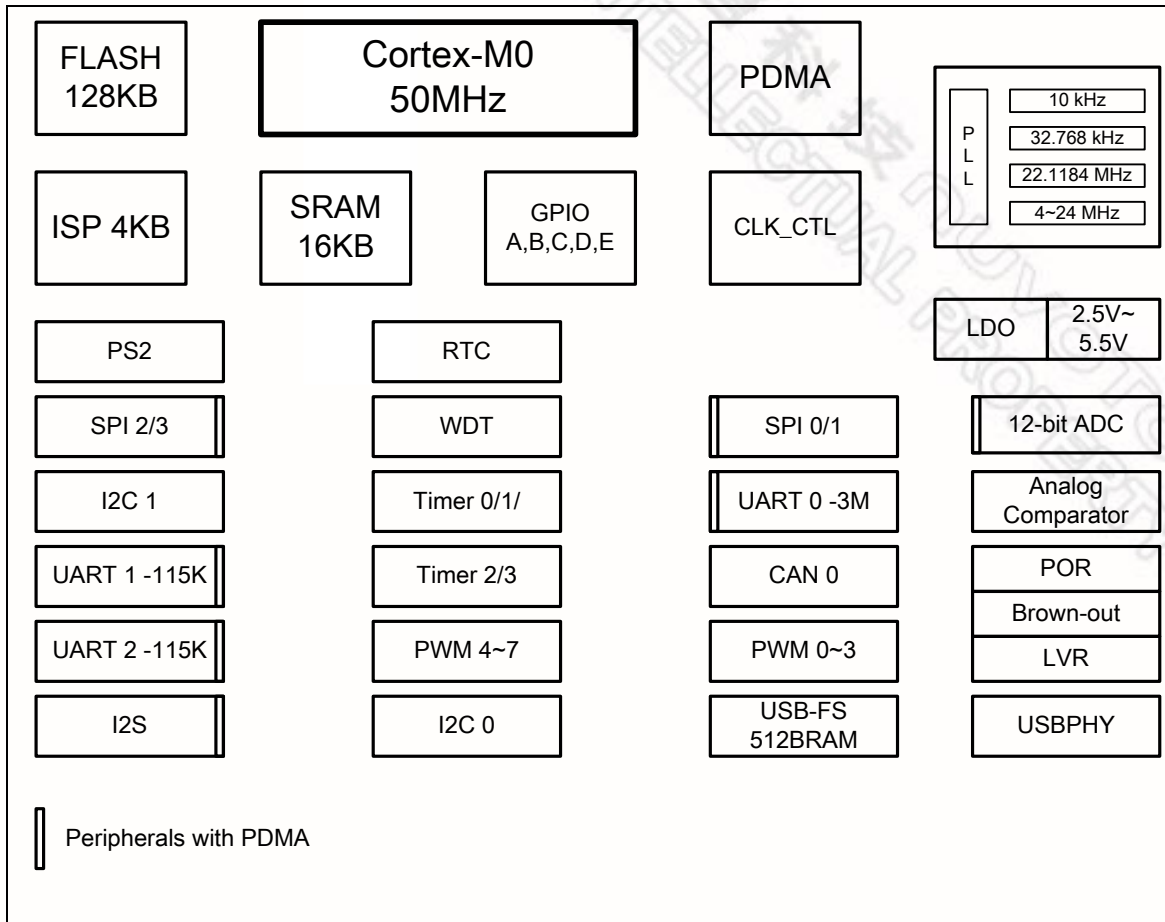 FLASH
128KB
Cortex-M0
50MHz
PDMA
P
L
L
10 kHz
32.768 kHz
22.1184 MHz
4~24 MHz
ISP 4KB
SRAM
16KB
GPIO
A,B,C,D,E
CLK_CTL
LDO
2.5V~
5.5V
PS2
RTC
SPI 2/3
WDT
SPI 0/1
12-bit ADC
I2C 1
Timer 0/1/
UART 0 -3M
Analog
Comparator
UART 1 -115K
Timer 2/3
CAN 0
POR
Brown-out
UART 2 -115K
PWM 4~7
PWM 0~3
LVR
I2S
I2C 0
USB-FS
512BRAM
USBPHY
Peripherals with PDMA